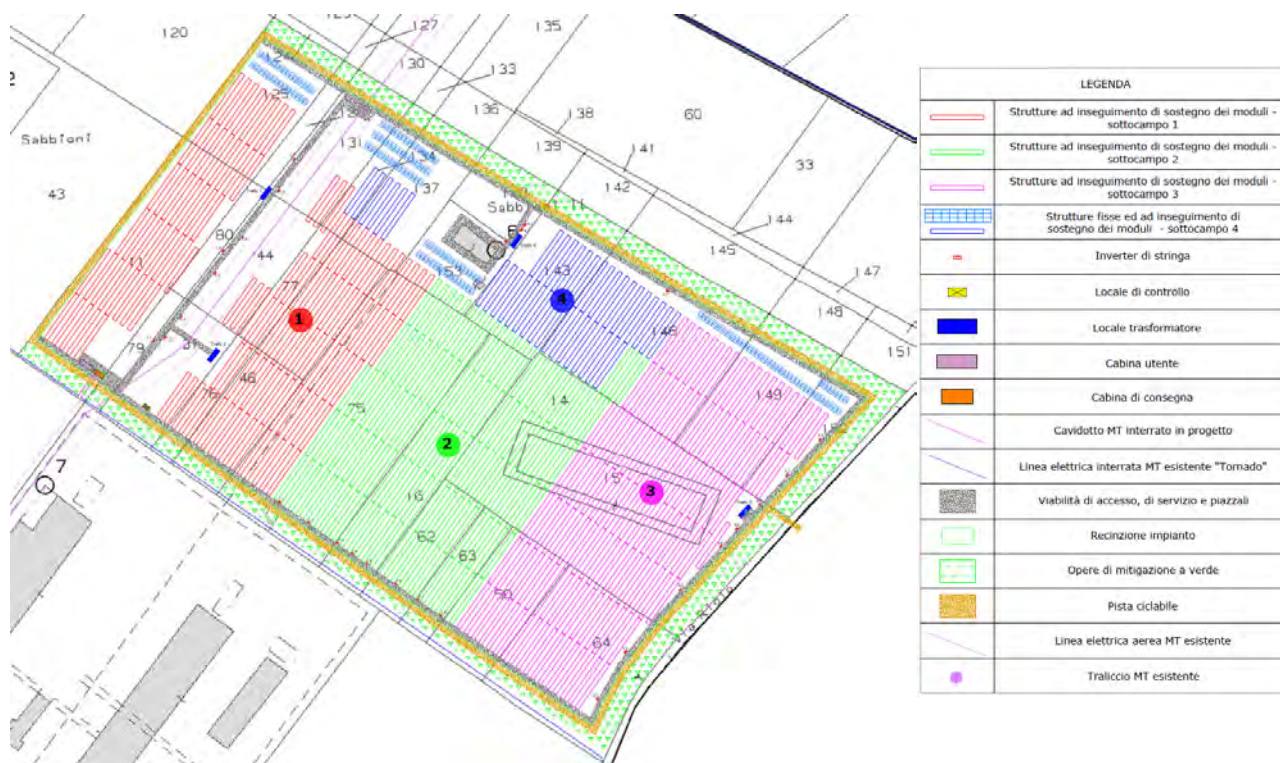 120
127
135
130
133
136
138
60
139
141
33
142
144
145
147
148
151
Sabbioni
43
131
134
137
Sabbioni
11
80
44
77
153
143
4
1
146
79
31
46
76
75
14
149
2
15
3
7
16
62
63
50
64
LEGENDA
Strutture ad inseguimento di sostegno dei moduli -
sottocampo 1
Strutture ad inseguimento di sostegno dei moduli -
sottocampo 2
Strutture ad inseguimento di sostegno dei moduli -
sottocampo 3
Strutture fisse ed ad inseguimento di
sostegno dei moduli - sottocampo 4
Inverter di stringa
Locale di controllo
Locale trasformatore
Cabina utente
Cabina di consegna
Cavidotto MT interrato in progetto
Linea elettrica interrata MT esistente "Tornado"
Viabilità di accesso, di servizio e piazzali
Recinzione impianto
Opere di mitigazione a verde
Pista ciclabile
Linea elettrica aerea MT esistente
Traliccio MT esistente